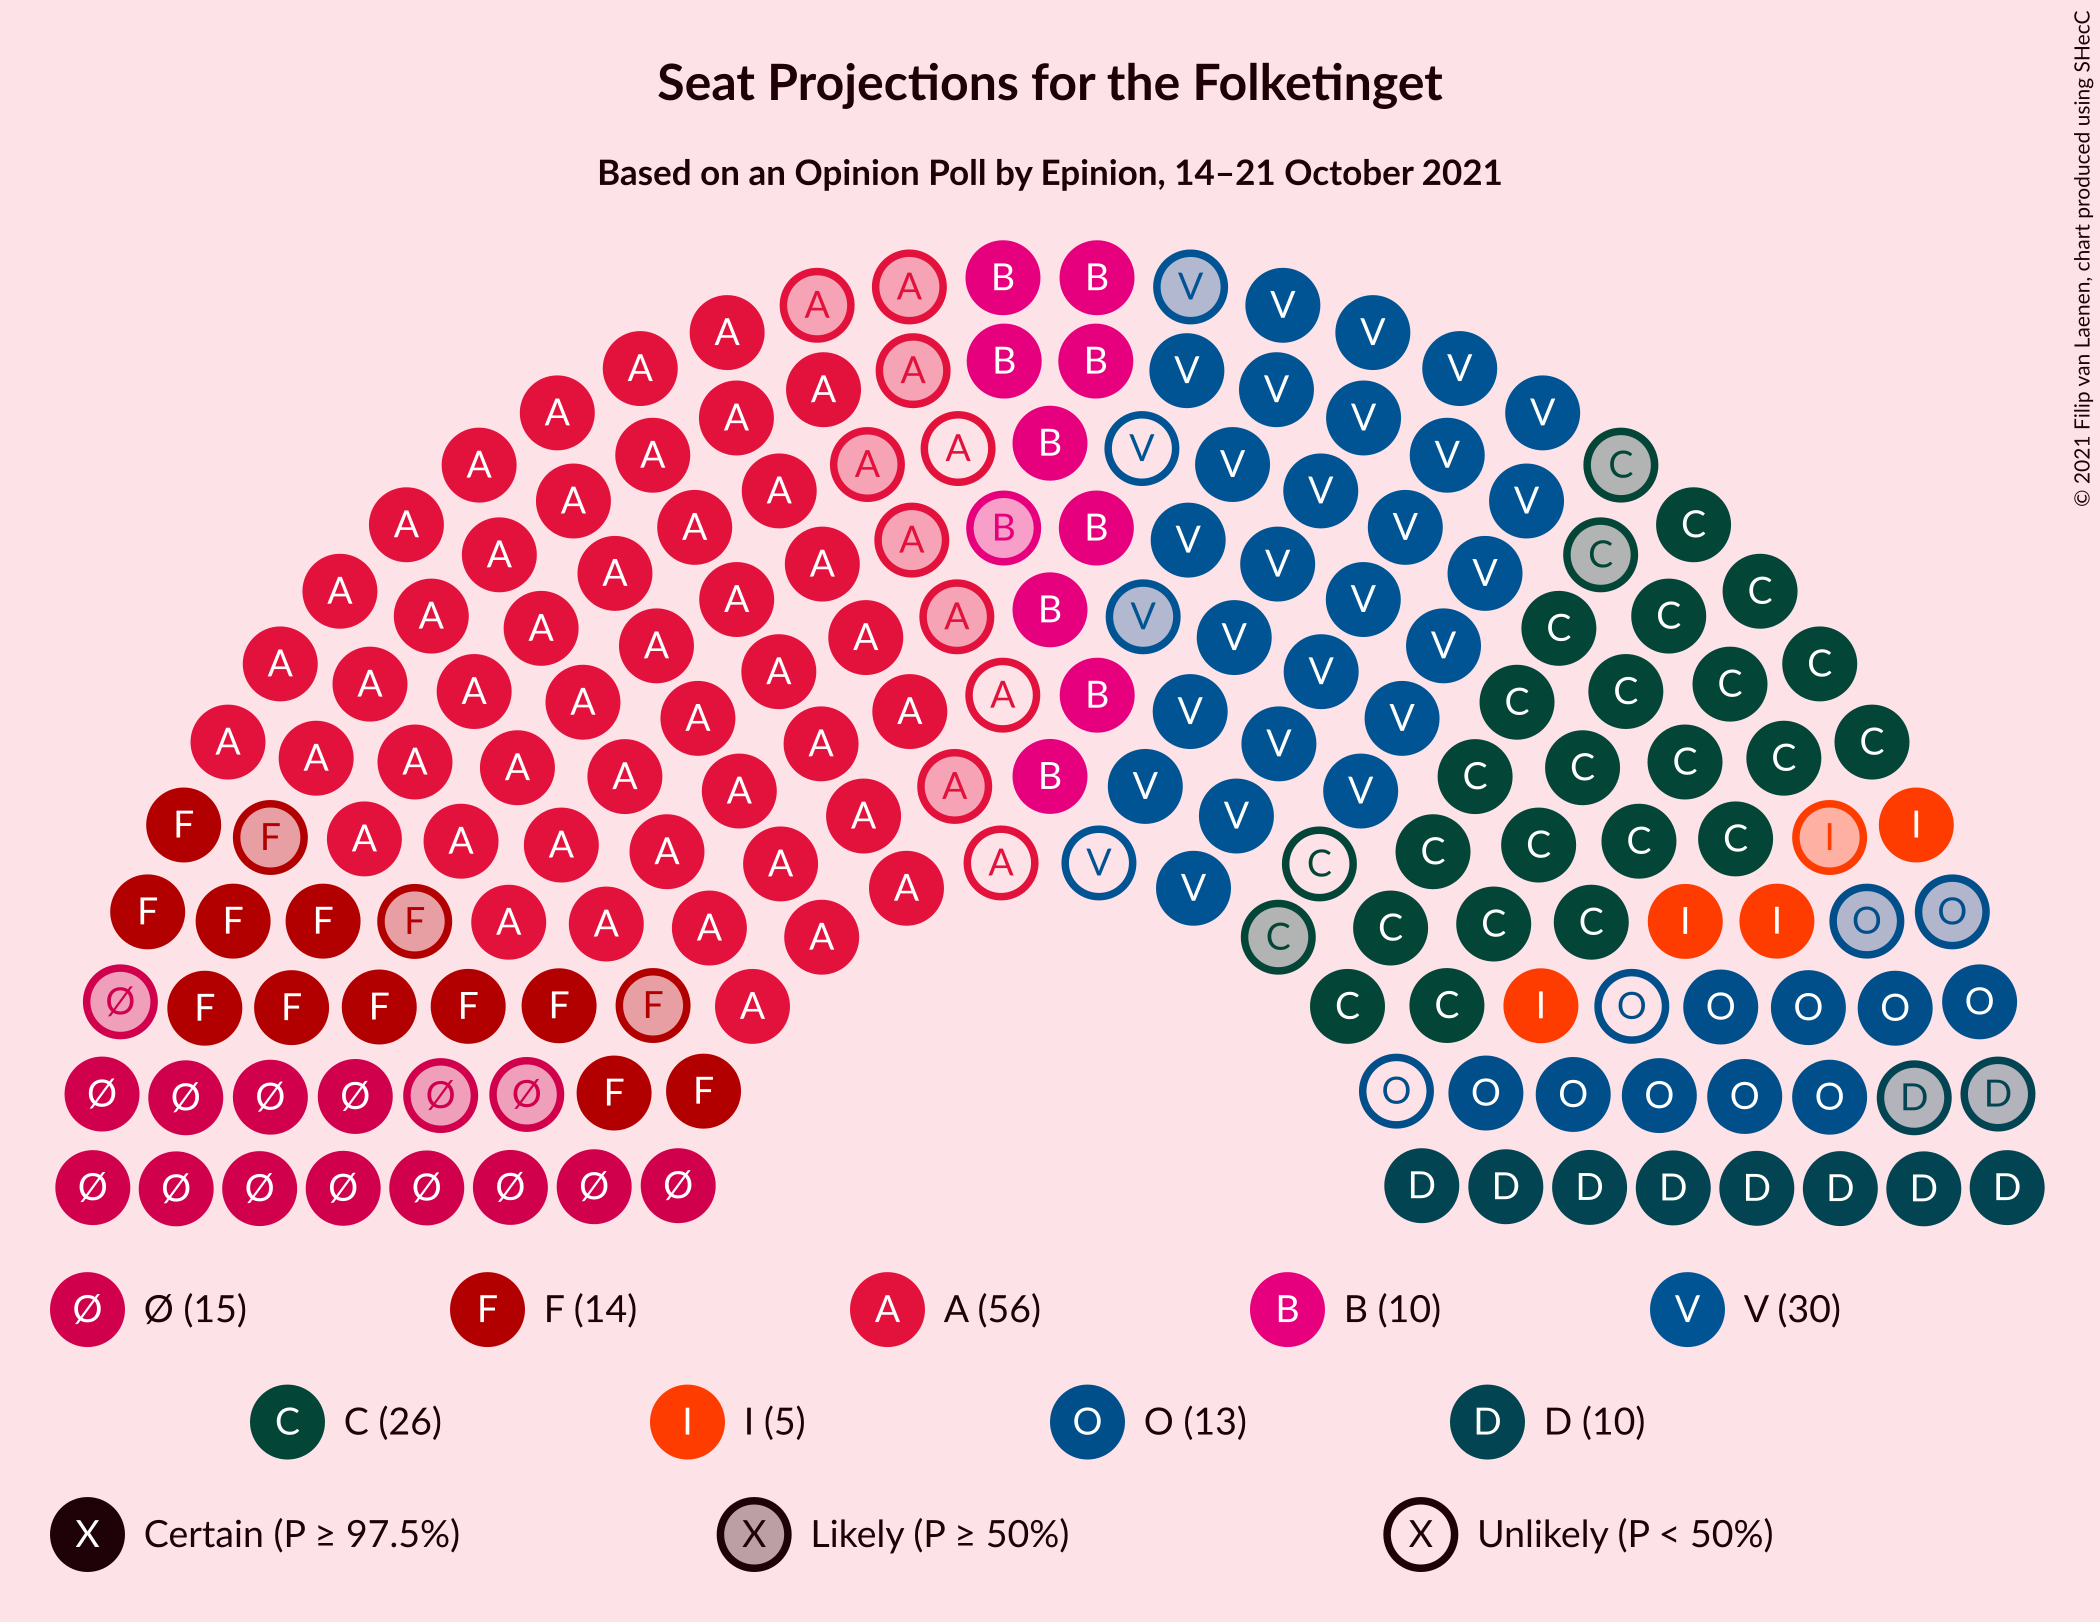 Seat Projections for the Folketinget
Based on an Opinion Poll by Epinion, 14–21 October 2021
© 2021 Filip van Laenen, chart produced using SHecC
A A B B V V
A V
A A A B B V V V
A A V V
A A A A B V V V C
A A V V
A A A A B B V V C C
A A A V V C
A A A A A B V V V C C
A A A V V C
A A A A A A B V V C C C
A A A A A A B V C C C C C
A A A V V V
F F A A A A A A V C C C C C I I
A V
F F F F A A A A C C C C I I O O
Ø F F F F F F A C C I O O O O O
Ø Ø Ø Ø Ø Ø F F O O O O O O D D
Ø Ø Ø Ø Ø Ø Ø Ø D D D D D D D D
Ø Ø (15) F F (14) A A (56) B B (10) V V (30)
C C (26) I I (5) O O (13) D D (10)
X Certain (P ≥ 97.5%) X Likely (P ≥ 50%) X Unlikely (P < 50%)